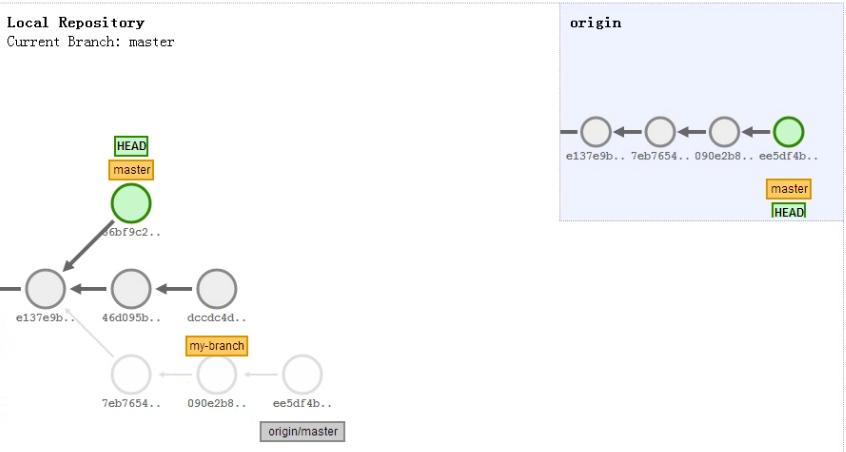 Local Repository
Current Branch: master
origin
e137e9b..
7eb7654..
090e2b8..
ee5df4b..
master
HEAD
HEAD
master
86bf9c2..
e137e9b..
46d095b..
dccdc4d..
my-branch
7eb7654..
090e2b8..
ee5df4b..
origin/master